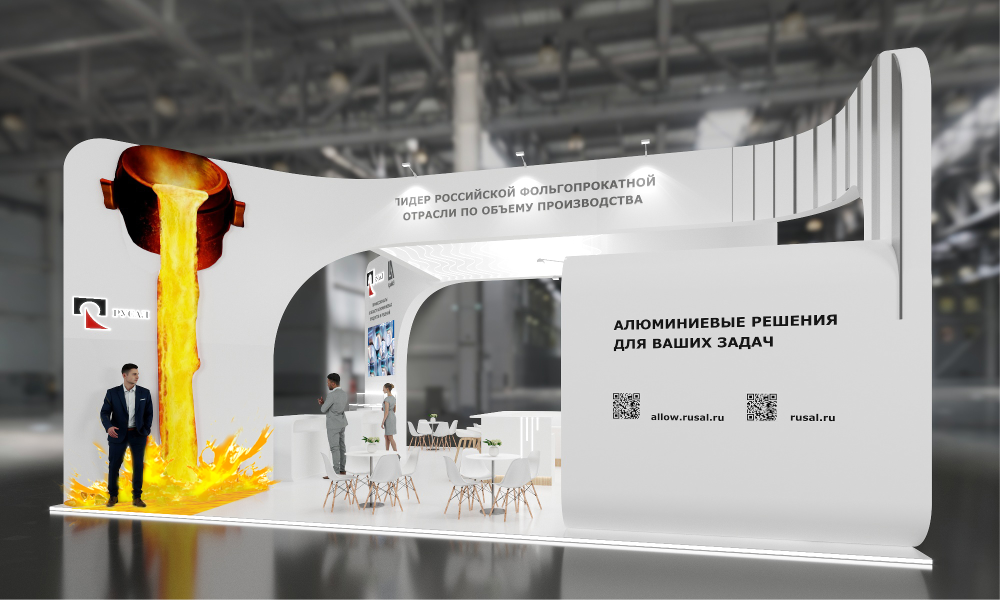 ЛИДЕР РОССИЙСКОЙ ФОЛЬГОПРОКАТНОЙ
ОТРАСЛИ ПО ОБЪЕМУ ПРОИЗВОДСТВА
РУСАЛ
АЛЮМИНИЕВЫЕ РЕШЕНИЯ
ДЛЯ ВАШИХ ЗАДАЧ
allow.rusal.ru
rusal.ru